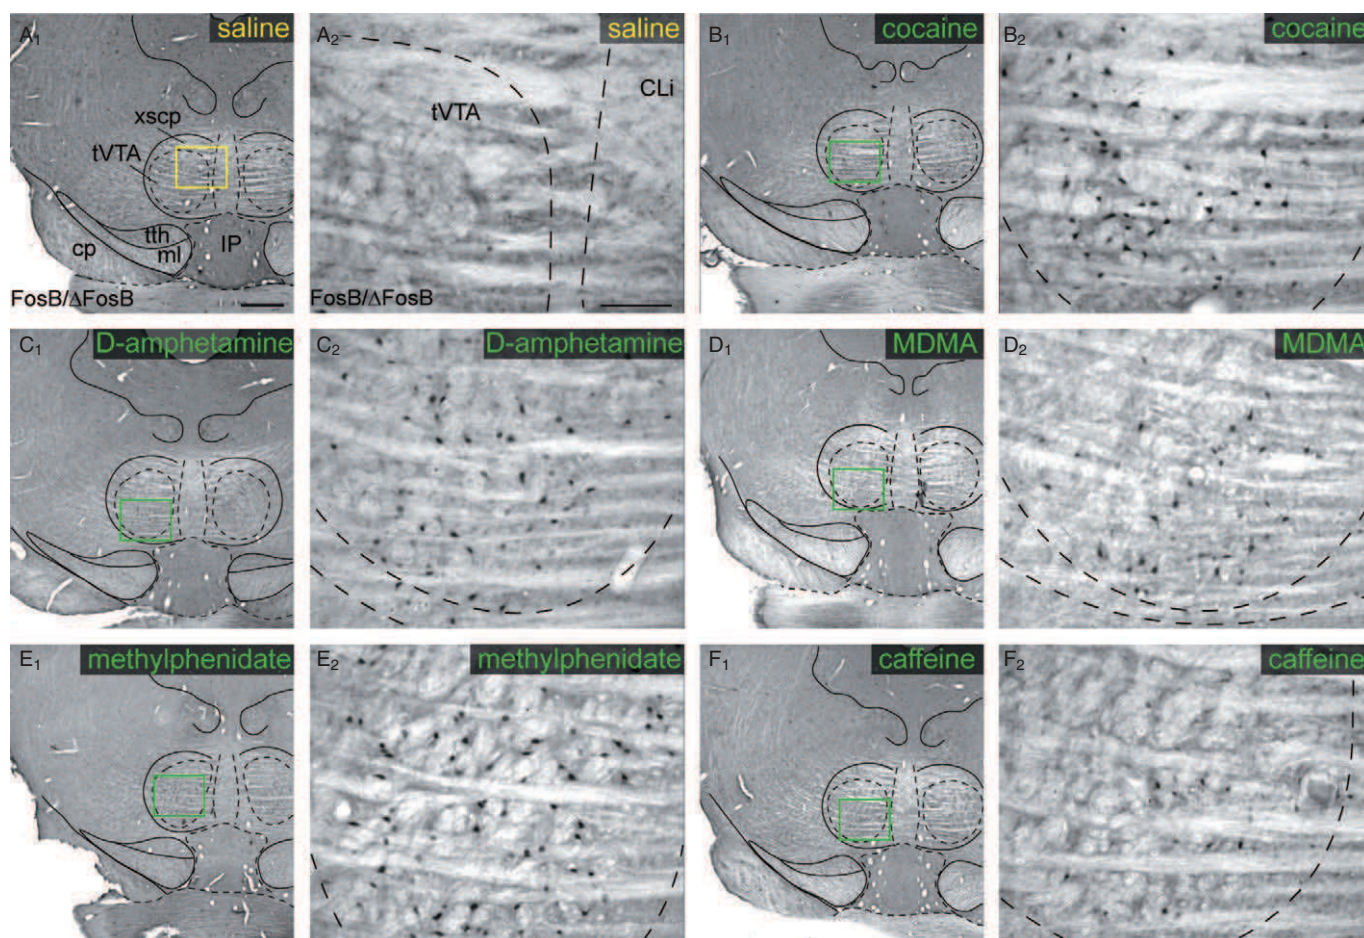 A1 saline
xscp
tVTA
tth
cp
ml
IP
FosB/ΔFosB
A2 saline
CLi
tVTA
FosB/ΔFosB
B1 cocaine
B2 cocaine
C1 D-amphetamine
C2 D-amphetamine
D1 MDMA
D2 MDMA
E1 methylphenidate
E2 methylphenidate
F1 caffeine
F2 caffeine